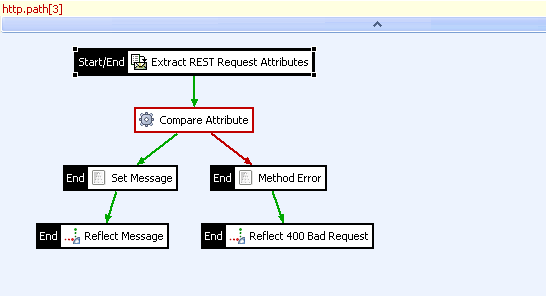 http.path[3]
Start/End Extract REST Request Attributes
Compare Attribute
End Set Message
End Method Error
End Reflect Message
End Reflect 400 Bad Request